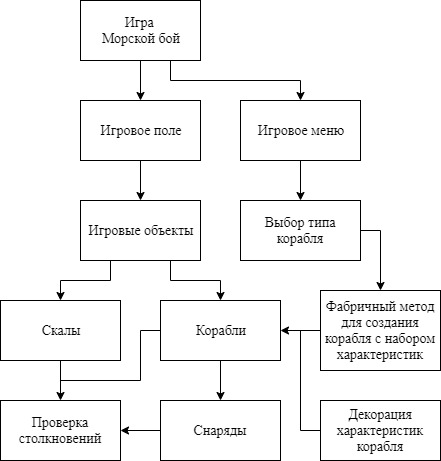 Игра
Морской бой
Игровое поле
Игровое меню
Игровые объекты
Выбор типа
корабля
Скалы
Корабли
Фабричный метод
для создания
корабля с набором
характеристик
Проверка
столкновений
Снаряды
Декорация
характеристик
корабля